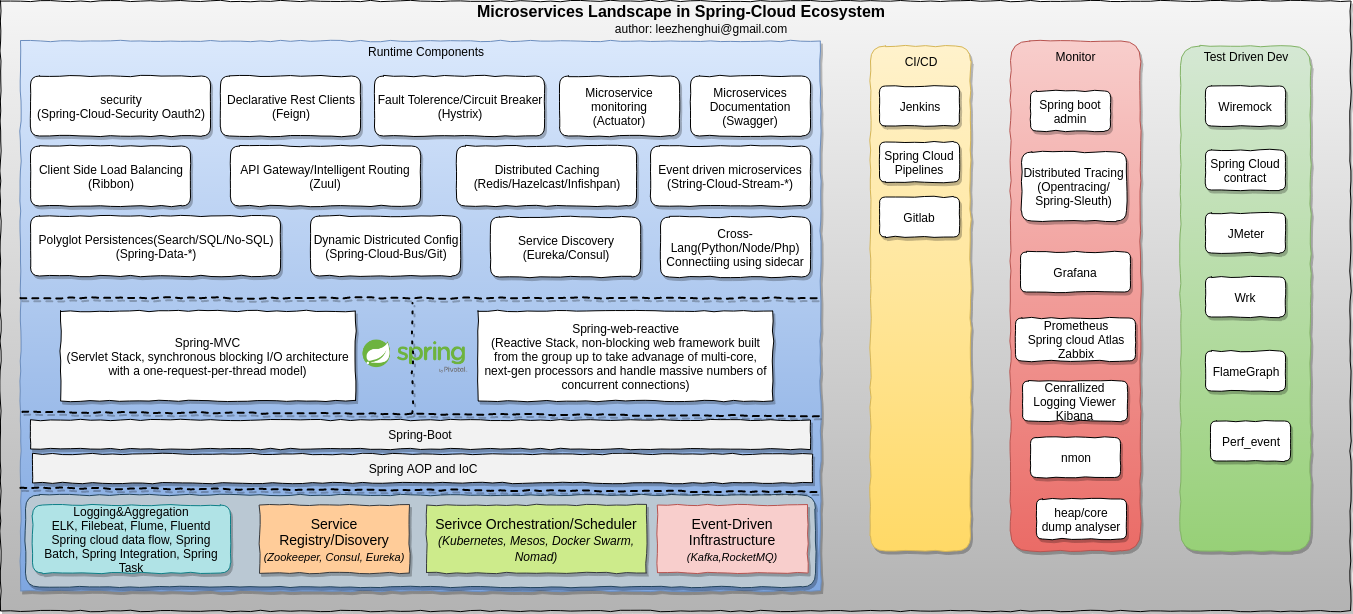 Microservices Landscape in Spring-Cloud Ecosystem
author: leezhenghui@gmail.com
Runtime Components
security
(Spring-Cloud-Security Oauth2)
Declarative Rest Clients
(Feign)
Fault Tolerence/Circuit Breaker
(Hystrix)
Microservice
monitoring
(Actuator)
Microservices
Documentation
(Swagger)
Client Side Load Balancing
(Ribbon)
API Gateway/Intelligent Routing
(Zuul)
Distributed Caching
(Redis/Hazelcast/Infishpan)
Event driven microservices
(String-Cloud-Stream-*)
Polyglot Persistences(Search/SQL/No-SQL)
(Spring-Data-*)
Dynamic Districuted Config
(Spring-Cloud-Bus/Git)
Service Discovery
(Eureka/Consul)
Cross-
Lang(Python/Node/Php)
Connectiing using sidecar
Spring-MVC
(Servlet Stack, synchronous blocking I/O architecture
with a one-request-per-thread model)
spring
by Pivotal
Spring-web-reactive
(Reactive Stack, non-blocking web framework built
from the group up to take advanage of multi-core,
next-gen processors and handle massive numbers of
concurrent connections)
Spring-Boot
Spring AOP and IoC
Logging&Aggregation
ELK, Filebeat, Flume, Fluentd
Spring cloud data flow, Spring
Batch, Spring Integration, Spring
Task
Service
Registry/Disovery
(Zookeeper, Consul, Eureka)
Serivce Orchestration/Scheduler
(Kubernetes, Mesos, Docker Swarm,
Nomad)
Event-Driven
Inftrastructure
(Kafka,RocketMQ)
CI/CD
Jenkins
Spring Cloud
Pipelines
Gitlab
Monitor
Spring boot
admin
Distributed Tracing
(Opentracing/
Spring-Sleuth)
Grafana
Prometheus
Spring cloud Atlas
Zabbix
Cenrallized
Logging Viewer
Kibana
nmon
heap/core
dump analyser
Test Driven Dev
Wiremock
Spring Cloud
contract
JMeter
Wrk
FlameGraph
Perf_event